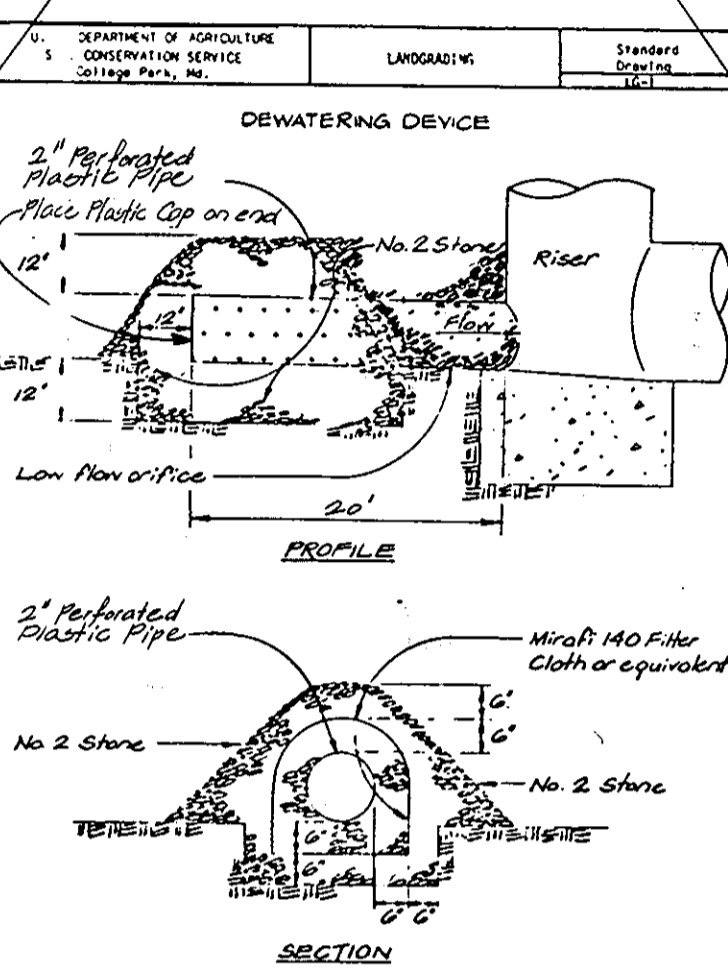 U. DEPARTMENT OF AGRICULTURE
S . CONSERVATION SERVICE
College Park, Md.
LANDGRADING
Standard
Drawing
LG-1
DEWATERING DEVICE
2" Perforated
Plastic Pipe
Place Plastic Cap on end
No. 2 Stone
Riser
12'
12'
Flow
12'
Low flow orifice
20'
PROFILE
2" Perforated
Plastic Pipe
Mirafi 140 Filter
Cloth or equivalent
6'
6'
No. 2 Stone
No. 2 Stone
6'
6'
6' 6'
SECTION